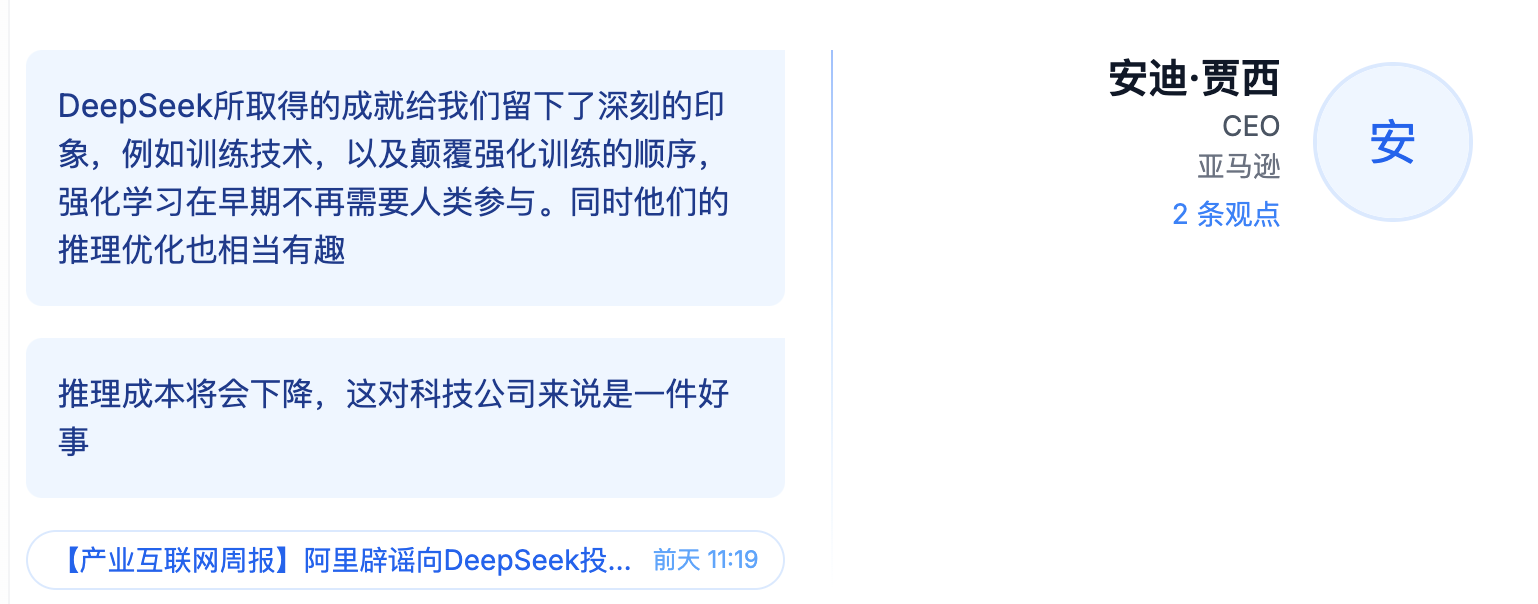 DeepSeek所取得的成就给我们留下了深刻的印
象，例如训练技术，以及颠覆强化训练的顺序，
强化学习在早期不再需要人类参与。同时他们的
推理优化也相当有趣
推理成本将会下降，这对科技公司来说是一件好
事
【产业互联网周报】阿里辟谣向DeepSeek投... 前天 11:19
安迪·贾西
CEO
亚马逊
2 条观点
安